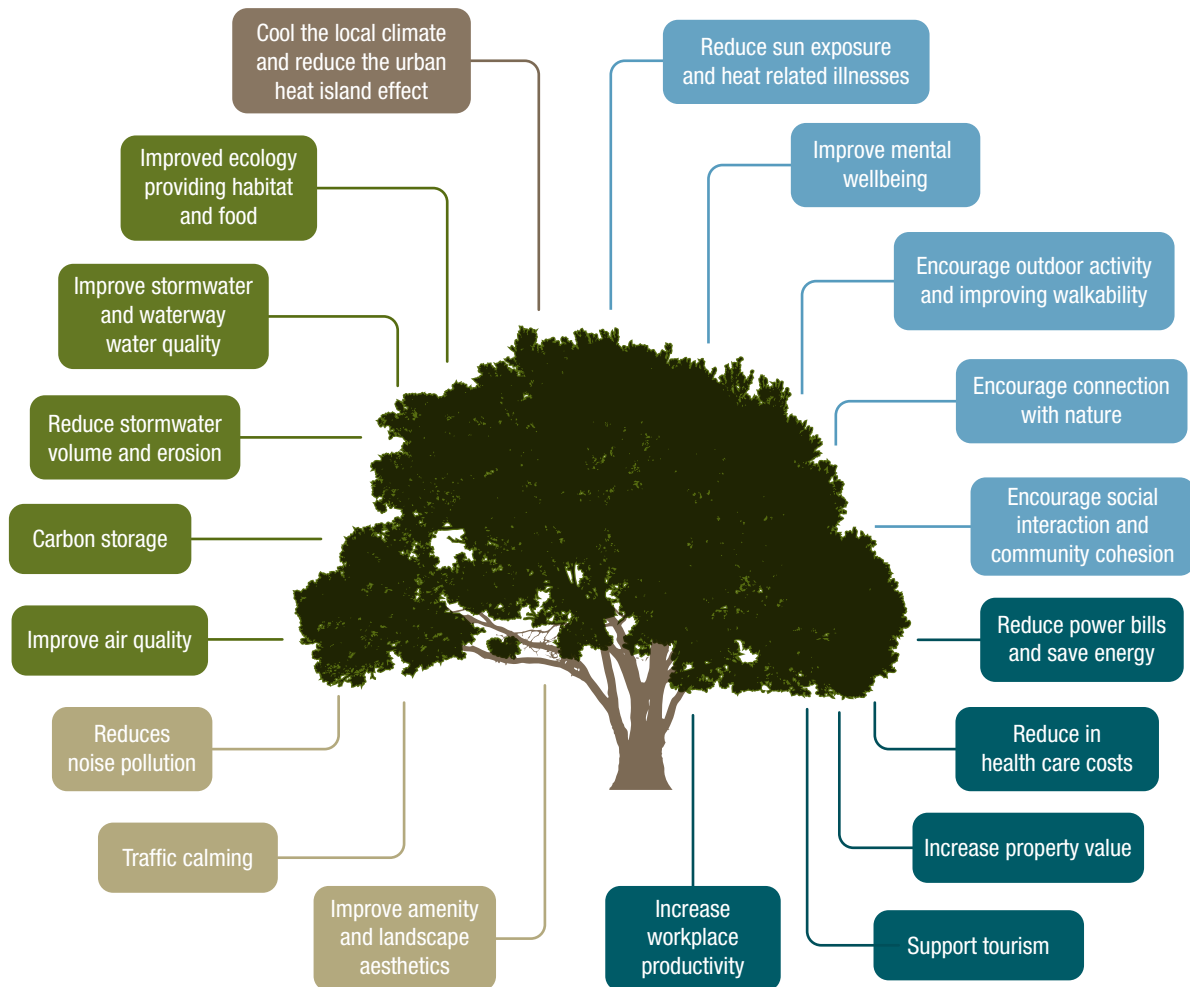 Cool the local climate
and reduce the urban
heat island effect
Reduce sun exposure
and heat related illnesses
Improved ecology
providing habitat
and food
Improve mental
wellbeing
Improve stormwater
and waterway
water quality
Encourage outdoor activity
and improving walkability
Reduce stormwater
volume and erosion
Encourage connection
with nature
Carbon storage
Encourage social
interaction and
community cohesion
Improve air quality
Reduce power bills
and save energy
Reduces
noise pollution
Reduce in
health care costs
Traffic calming
Increase property value
Improve amenity
and landscape
aesthetics
Increase
workplace
productivity
Support tourism